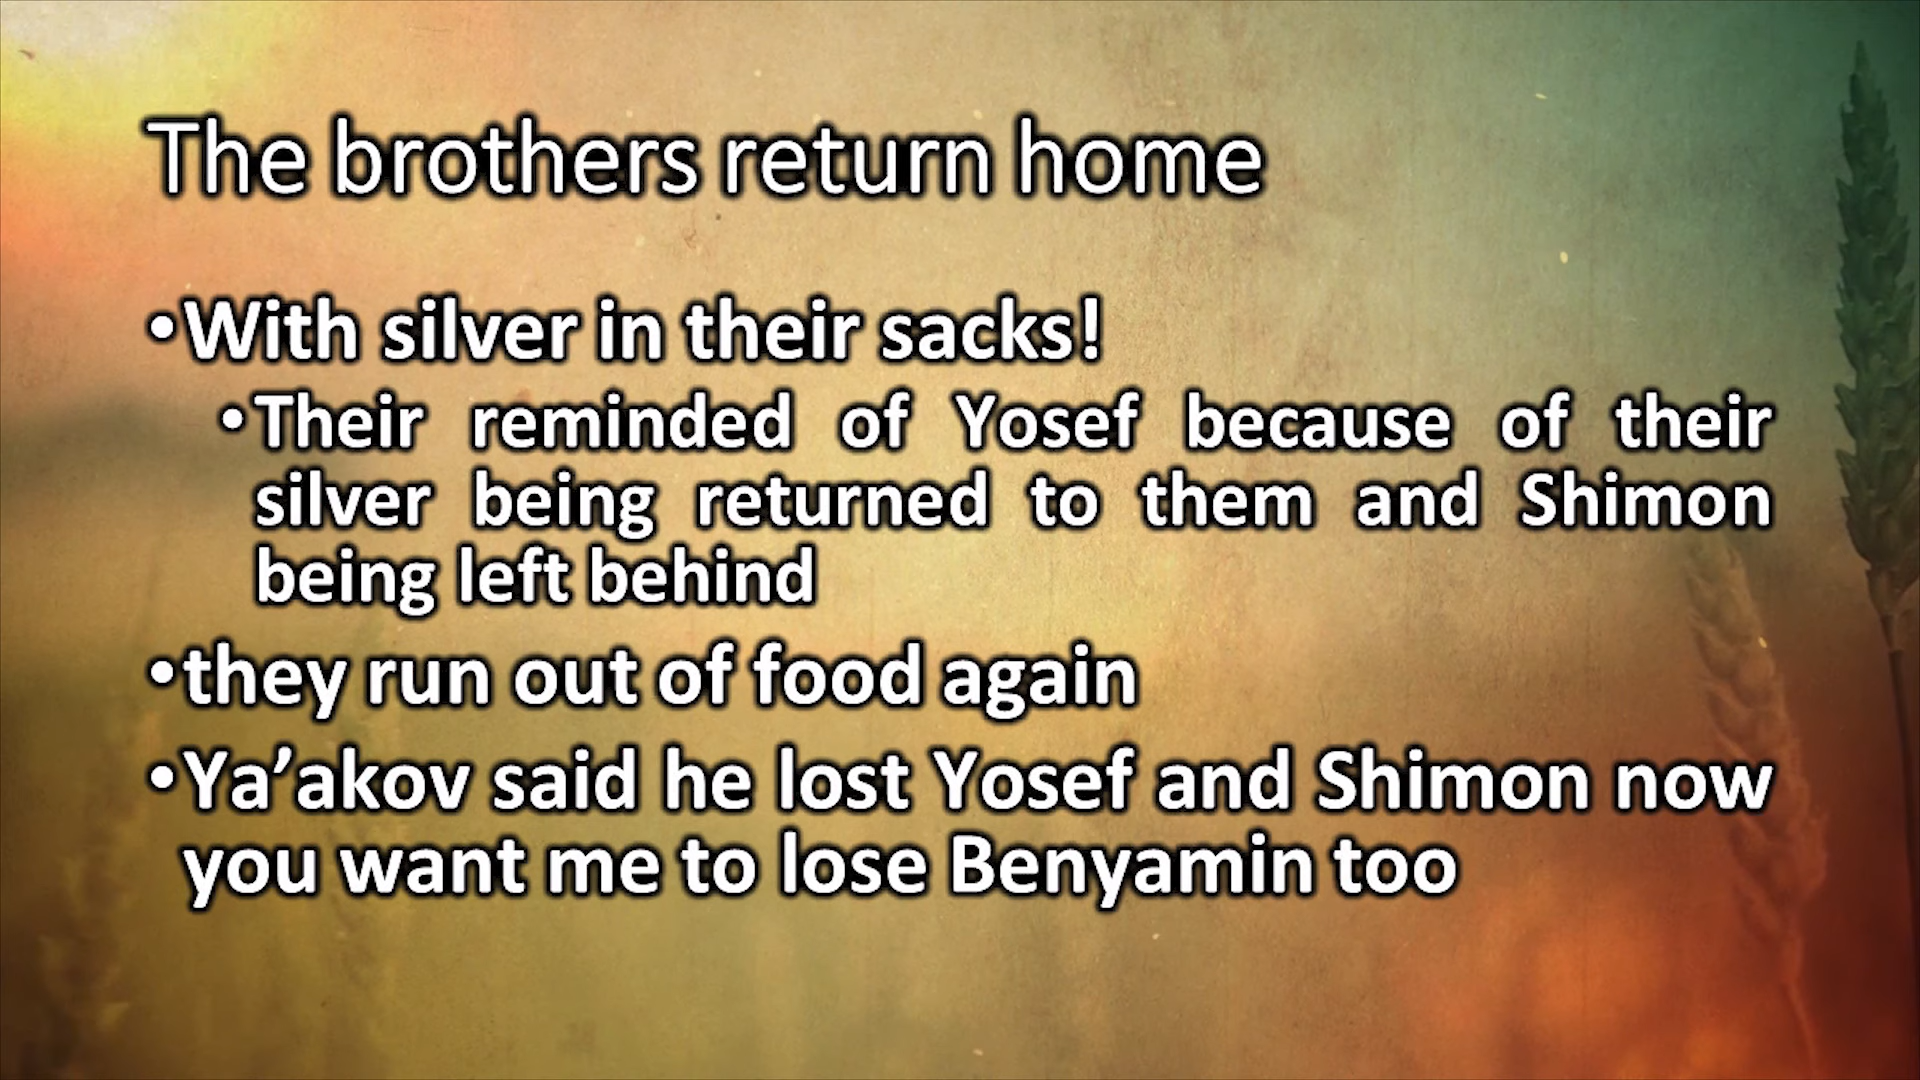 The brothers return home
•With silver in their sacks!
•Their reminded of Yosef because of their
silver being returned to them and Shimon
being left behind
•they run out of food again
•Ya’akov said he lost Yosef and Shimon now
you want me to lose Benyamin too